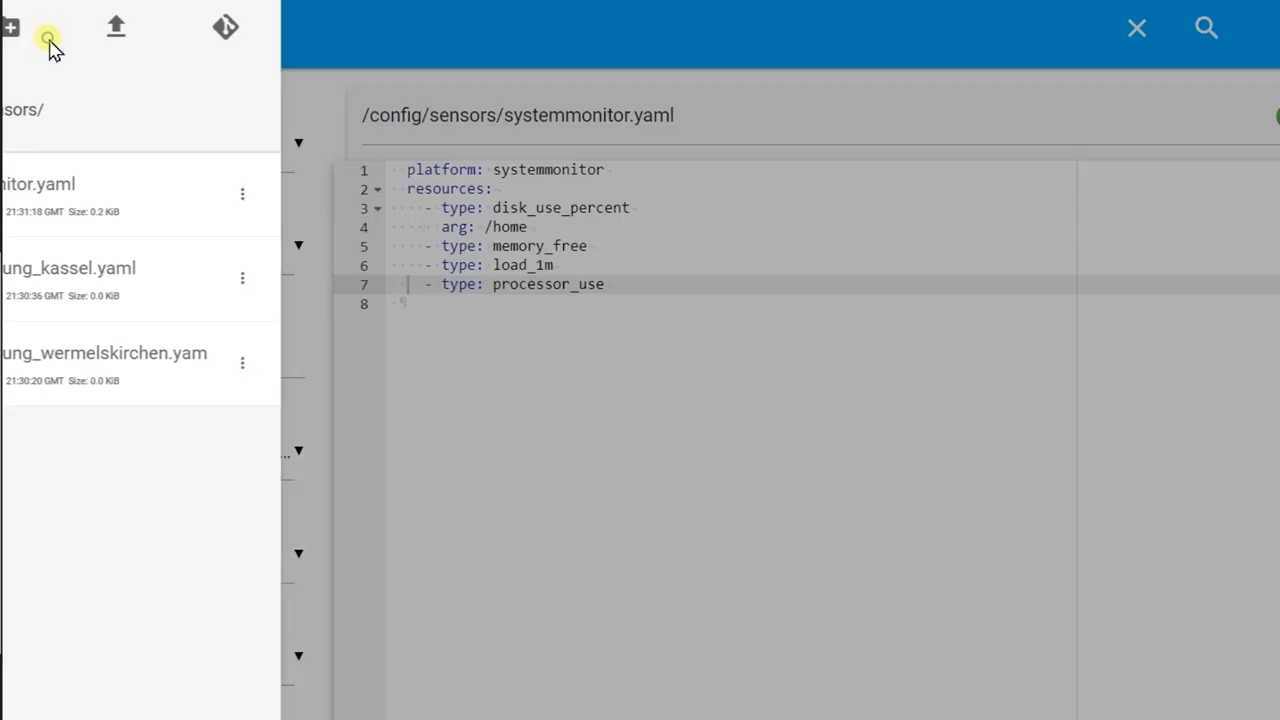 sors/
/config/sensors/systemmonitor.yaml
nitor.yaml
21:31:18 GMT Size: 0.2 KiB
ung_kassel.yaml
21:30:36 GMT Size: 0.0 KiB
ung_wermelskirchen.yam
21:30:20 GMT Size: 0.0 KiB
...
1 platform: systemmonitor
2 resources:
3 - type: disk_use_percent
4 arg: /home
5 - type: memory_free
6 - type: load_1m
7 - type: processor_use
8